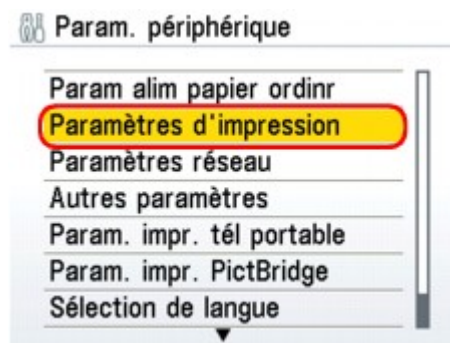 Param. périphérique
Param alim papier ordinr
Paramètres d'impression
Paramètres réseau
Autres paramètres
Param. impr. tél portable
Param. impr. PictBridge
Sélection de langue